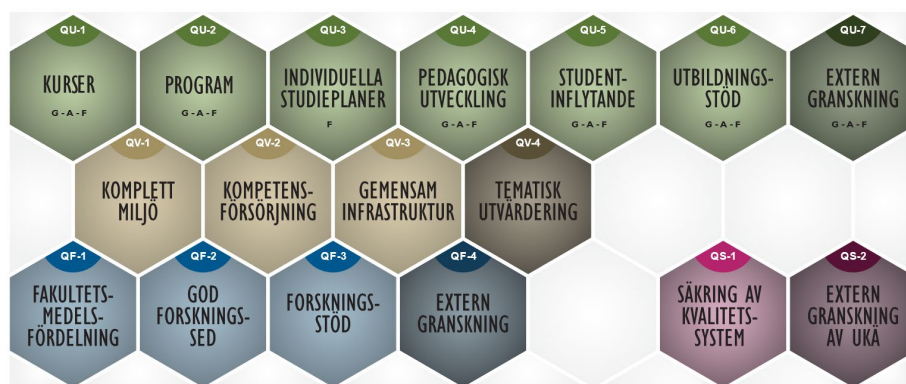 QU-1
KURSER
G - A - F
QU-2
PROGRAM
G - A - F
QU-3
INDIVIDUELLA
STUDIEPLANER
F
QU-4
PEDAGOGISK
UTVECKLING
G - A - F
QU-5
STUDENT-
INFLYTANDE
G - A - F
QU-6
UTBILDNINGS-
STÖD
G - A - F
QU-7
EXTERN
GRANSKNING
G - A - F
QV-1
KOMPLETT
MILJÖ
QV-2
KOMPETENS-
FÖRSÖRJNING
QV-3
GEMENSAM
INFRASTRUKTUR
QV-4
TEMATISK
UTVÄRDERING
QF-1
FAKULTETS-
MEDELS-
FÖRDELNING
QF-2
GOD
FORSKNINGS-
SED
QF-3
FORSKNINGS-
STÖD
QF-4
EXTERN
GRANSKNING
QS-1
SÄKRING AV
KVALITETS-
SYSTEM
QS-2
EXTERN
GRANSKNING
AV UKÄ